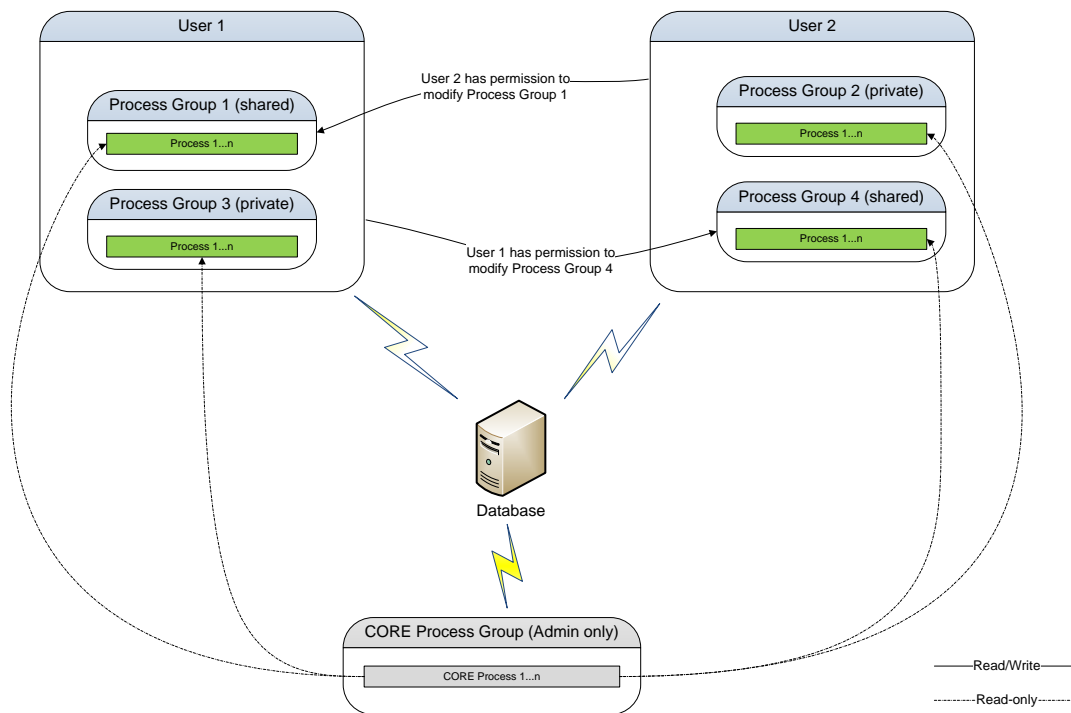 User 1
User 2
User 2 has permission to
modify Process Group 1
Process Group 1 (shared)
Process 1...n
Process Group 2 (private)
Process 1...n
Process Group 3 (private)
Process 1...n
Process Group 4 (shared)
Process 1...n
User 1 has permission to
modify Process Group 4
Database
CORE Process Group (Admin only)
CORE Process 1...n
Read/Write
Read-only